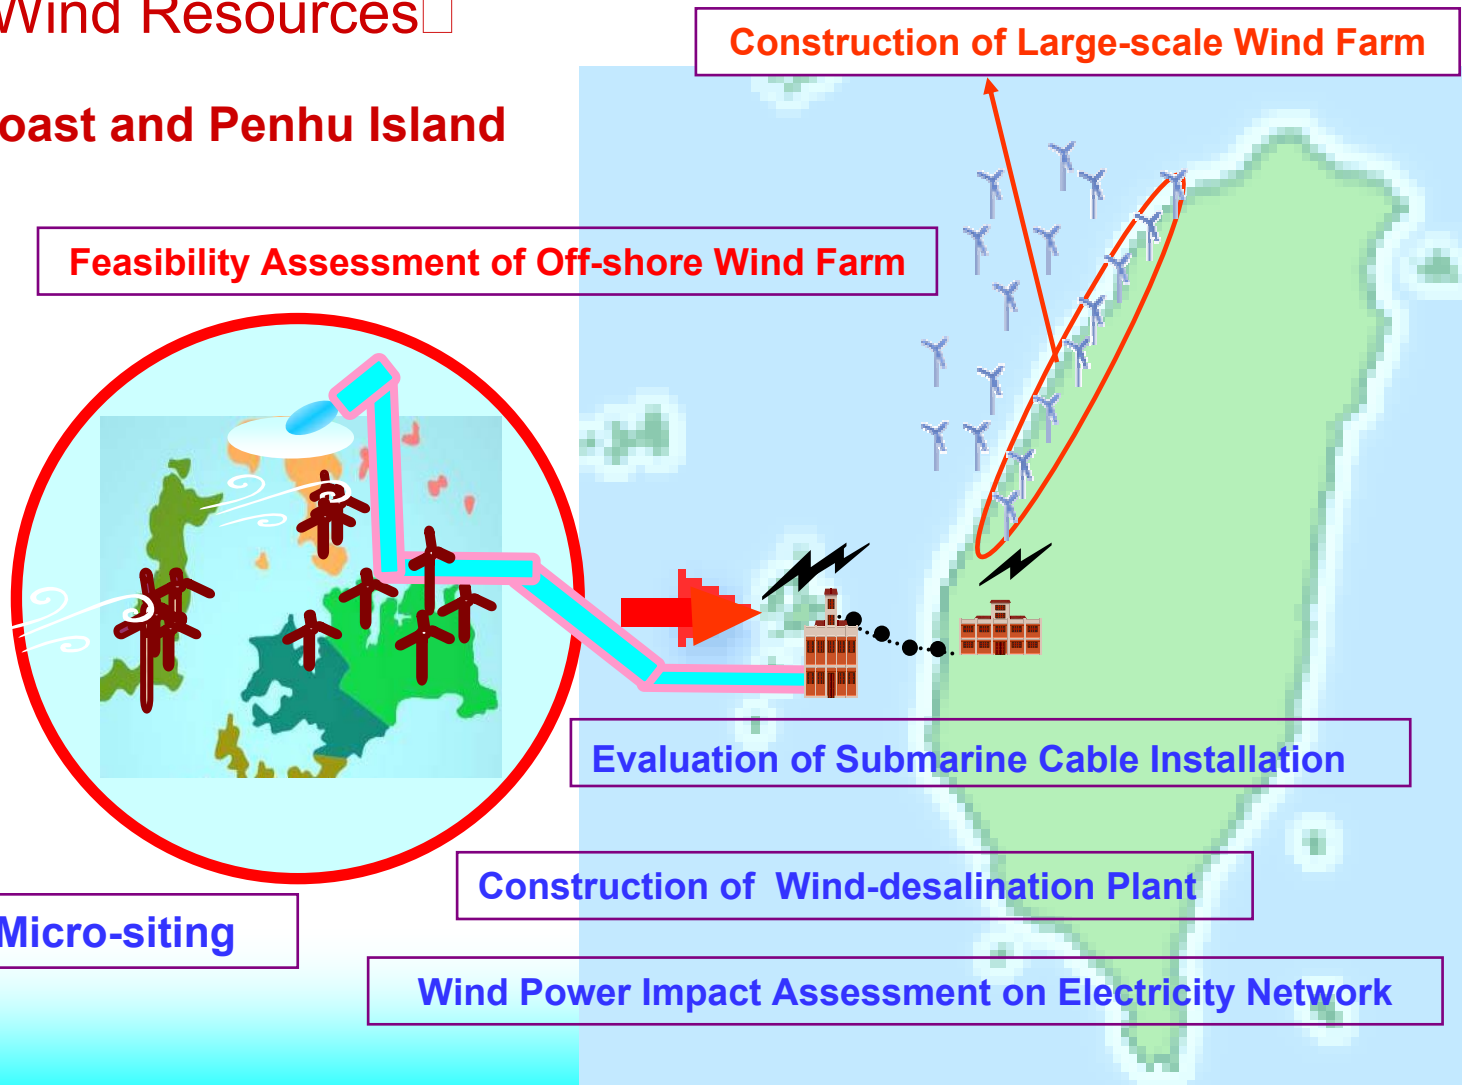 Wind Resources
Construction of Large-scale Wind Farm
oast and Penhu Island
Feasibility Assessment of Off-shore Wind Farm
Evaluation of Submarine Cable Installation
Construction of Wind-desalination Plant
Micro-siting
Wind Power Impact Assessment on Electricity Network